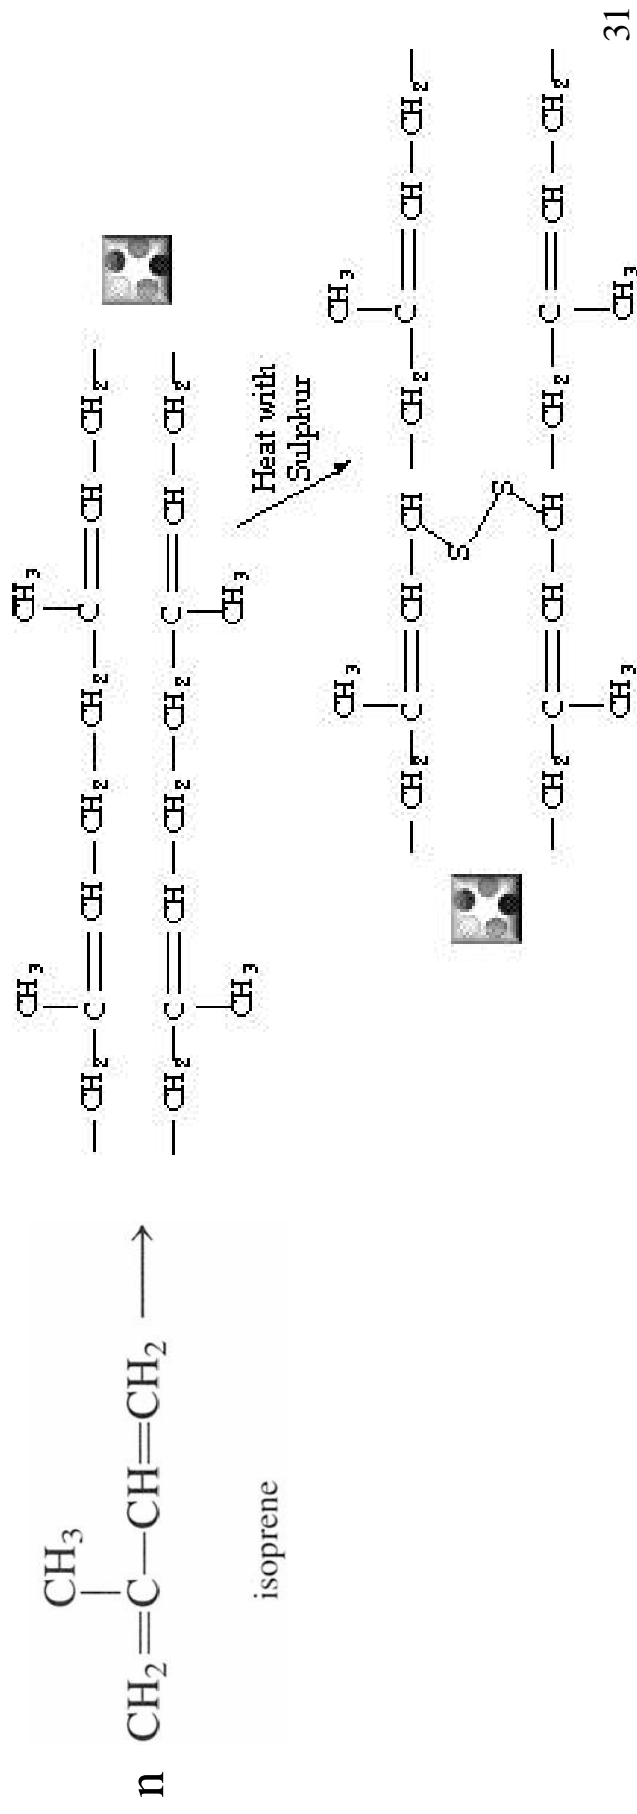 CH3
n CH2=C—CH=CH2 ⟶
isoprene
CH3 CH3
— CH2 — C = CH — CH2 — CH2 — C = CH — CH2 —
— CH2 — C = CH — CH2 — CH2 — C = CH — CH2 —
CH3 CH3
Heat with
Sulphur
CH3 CH3
— CH2 — C = CH — CH — CH2 — C = CH — CH2 —
S
S
— CH2 — C = CH — CH — CH2 — C = CH — CH2 —
CH3 CH3
31